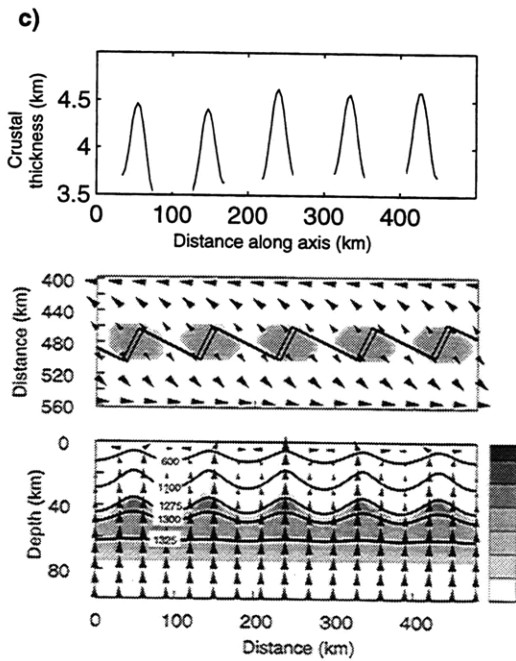 c)
Crustal
thickness (km)
4.5
4
3.5
0 100 200 300 400
Distance along axis (km)
Distance (km)
400
440
480
520
560
Depth (km)
0
40
80
600
1100
1275
1300
1325
0 100 200 300 400
Distance (km)